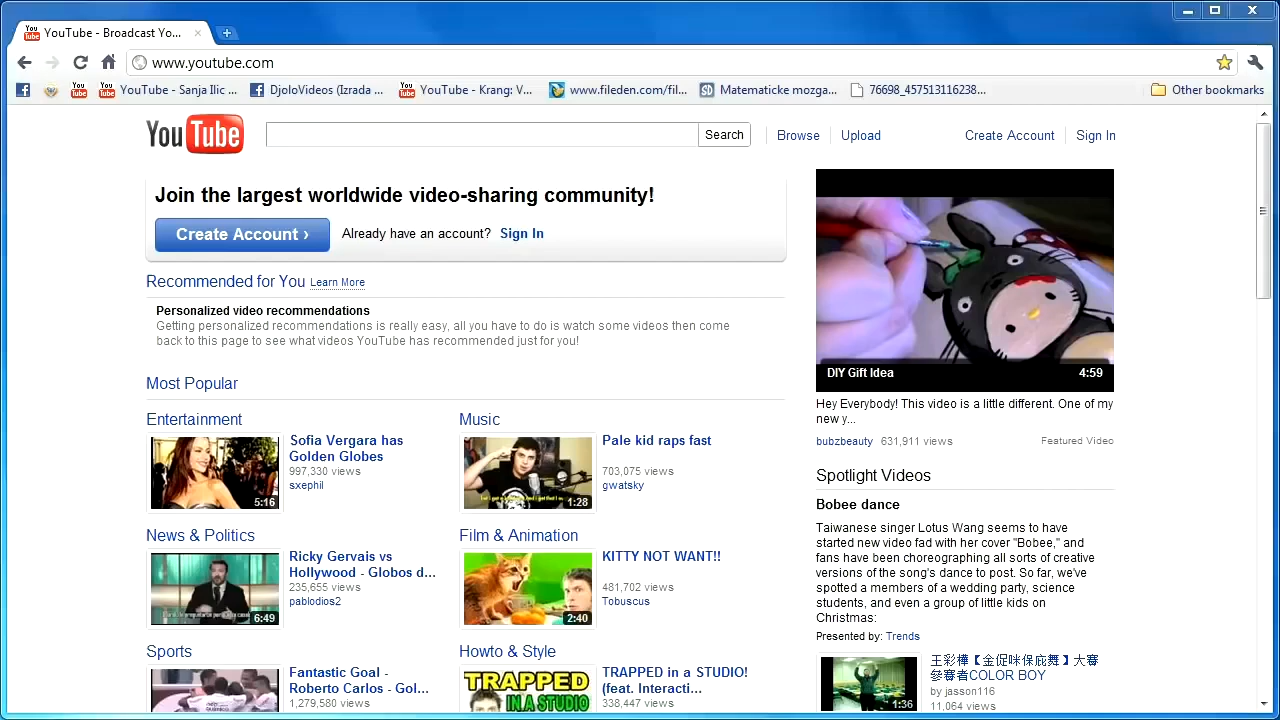 You Tube YouTube - Broadcast Yo...
www.youtube.com
YouTube - Sanja Ilic ...
DjoloVideos (Izrada ...
YouTube - Krang: V...
www.fileden.com/fil...
SD Matematicke mozga...
76698_457513116238...
Other bookmarks
YouTube
Search
Browse
Upload
Create Account
Sign In
Join the largest worldwide video-sharing community!
Create Account ›
Already have an account? Sign In
Recommended for You Learn More
Personalized video recommendations
Getting personalized recommendations is really easy, all you have to do is watch some videos then come
back to this page to see what videos YouTube has recommended just for you!
Most Popular
Entertainment
5:16
Sofia Vergara has
Golden Globes
997,330 views
sxephil
Music
1:28
Pale kid raps fast
703,075 views
gwatsky
News & Politics
6:49
Ricky Gervais vs
Hollywood - Globos d...
235,655 views
pablodios2
Film & Animation
2:40
KITTY NOT WANT!!
481,702 views
Tobuscus
Sports
Fantastic Goal -
Roberto Carlos - Gol...
1,279,580 views
Howto & Style
TRAPPED
IN A STUDIO
TRAPPED in a STUDIO!
(feat. Interacti...
338,447 views
DIY Gift Idea
4:59
Hey Everybody! This video is a little different. One of my
new y...
bubzbeauty 631,911 views
Featured Video
Spotlight Videos
Bobee dance
Taiwanese singer Lotus Wang seems to have
started new video fad with her cover "Bobee," and
fans have been choreographing all sorts of creative
versions of the song's dance to post. So far, we've
spotted a members of a wedding party, science
students, and even a group of little kids on
Christmas:
Presented by: Trends
1:36
王彩樺【金促咪保庇舞】大賽
參賽者COLOR BOY
by jasson116
11,064 views